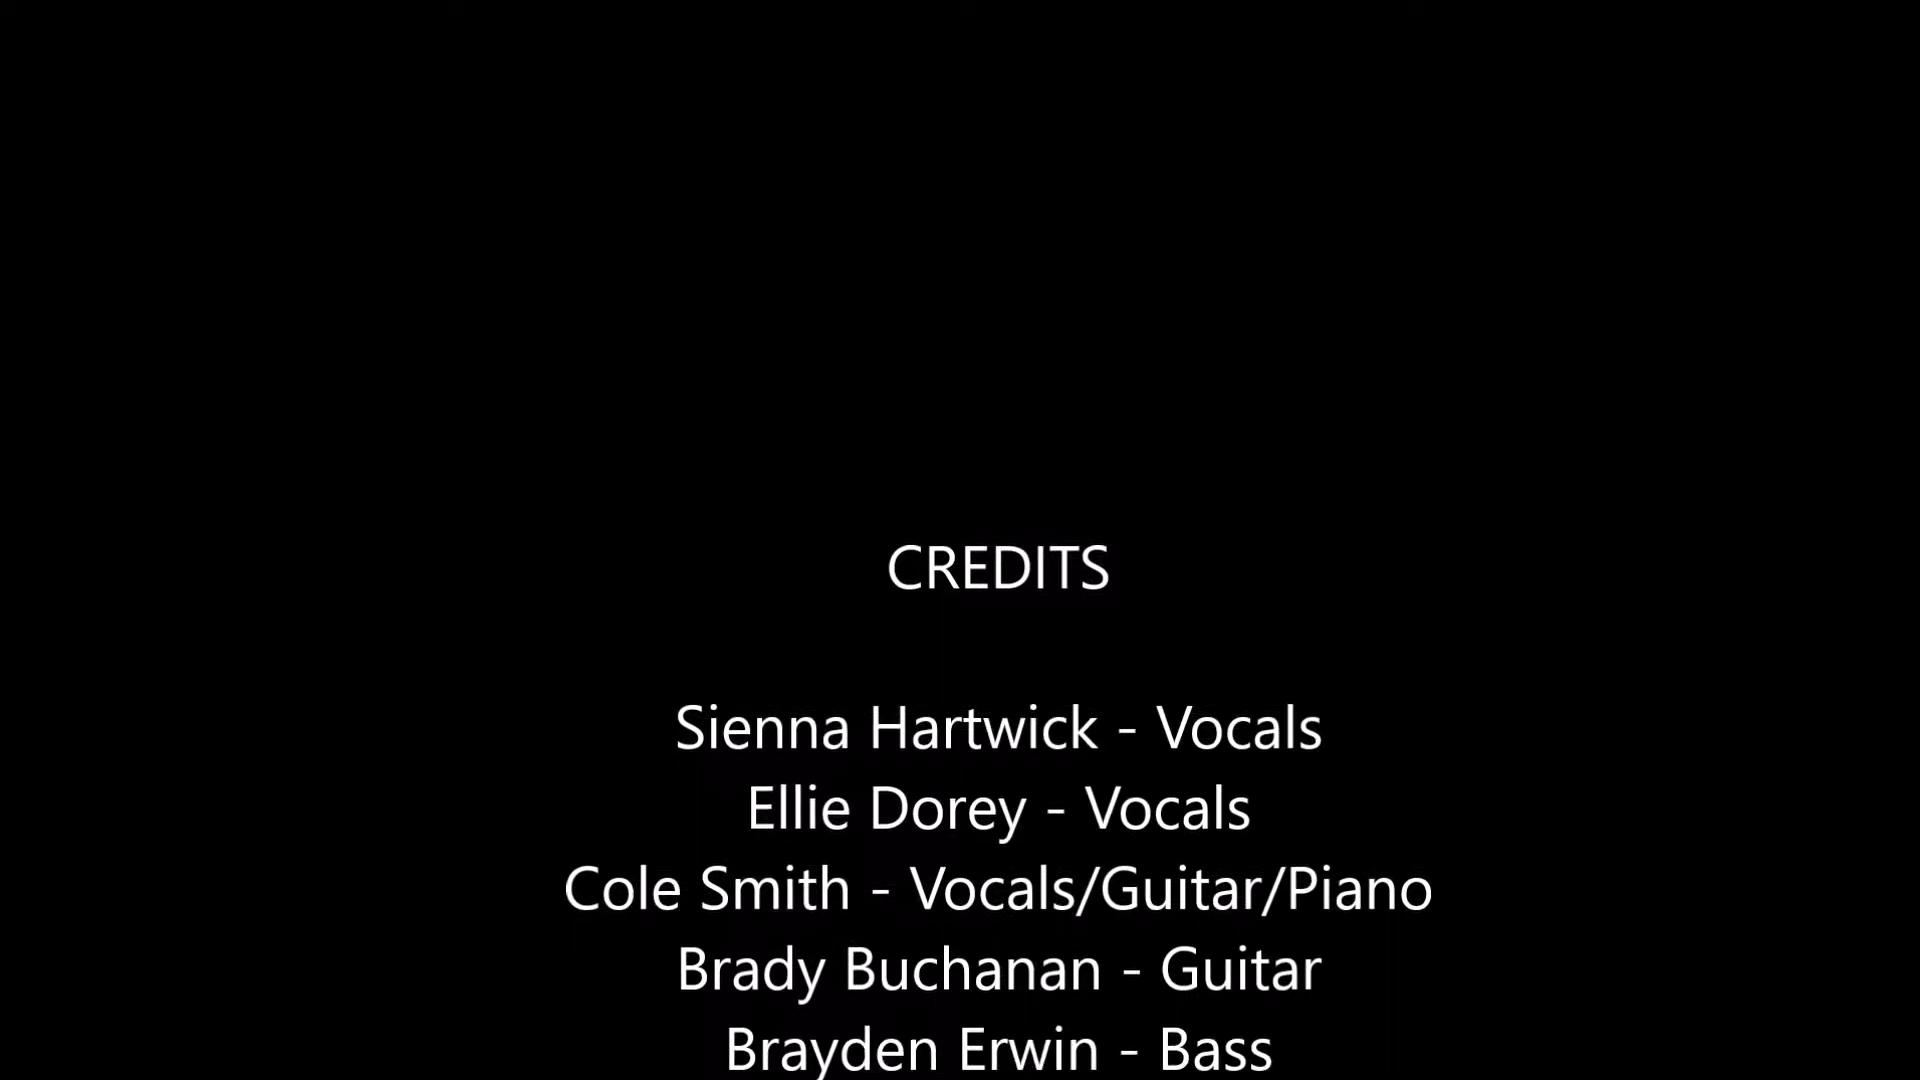 CREDITS
Sienna Hartwick - Vocals
Ellie Dorey - Vocals
Cole Smith - Vocals/Guitar/Piano
Brady Buchanan - Guitar
Brayden Erwin - Bass